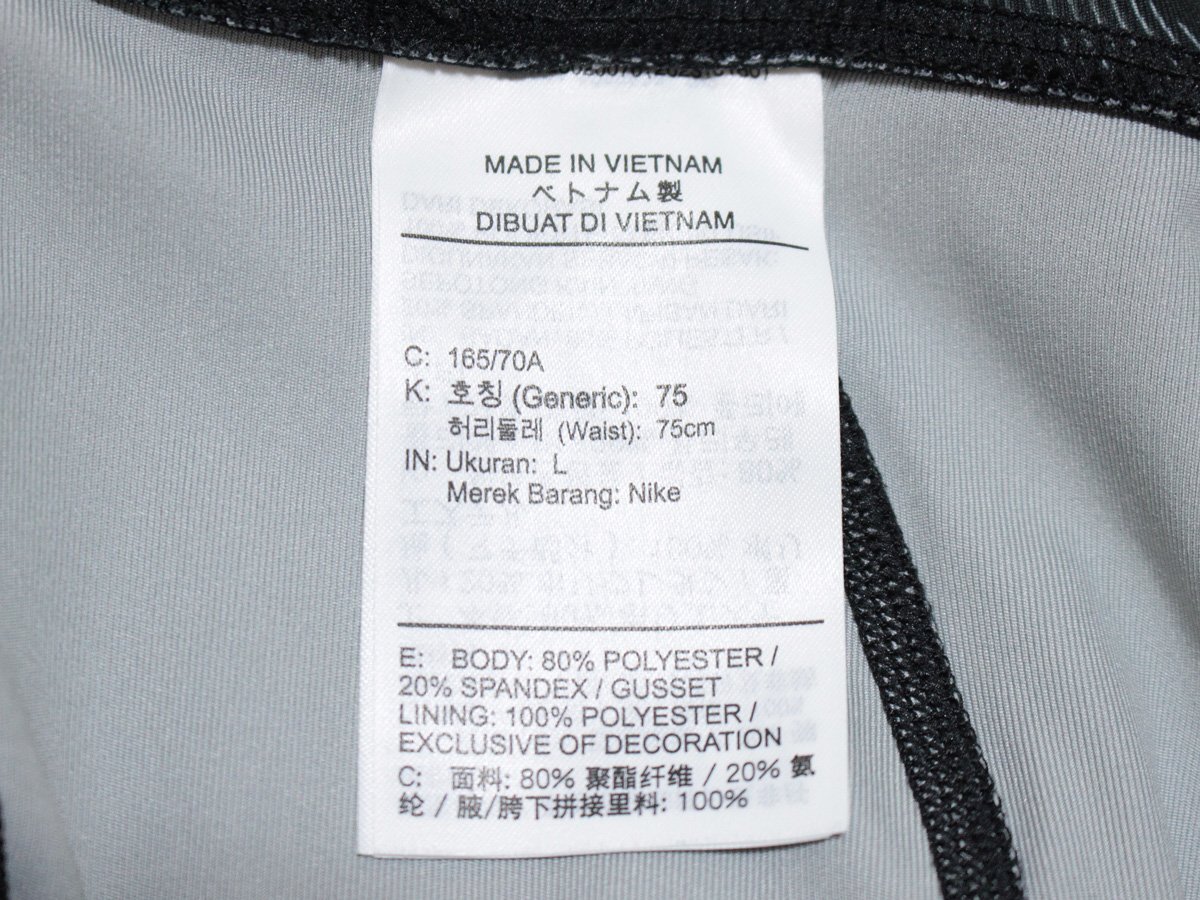 MADE IN VIETNAM
ベトナム製
DIBUAT DI VIETNAM
C: 165/70A
K: 호칭 (Generic): 75
허리둘레 (Waist): 75cm
IN: Ukuran: L
Merek Barang: Nike
E: BODY: 80% POLYESTER /
20% SPANDEX / GUSSET
LINING: 100% POLYESTER /
EXCLUSIVE OF DECORATION
C: 面料: 80% 聚酯纤维 / 20% 氨
纶 / 腋/胯下拼接里料: 100%